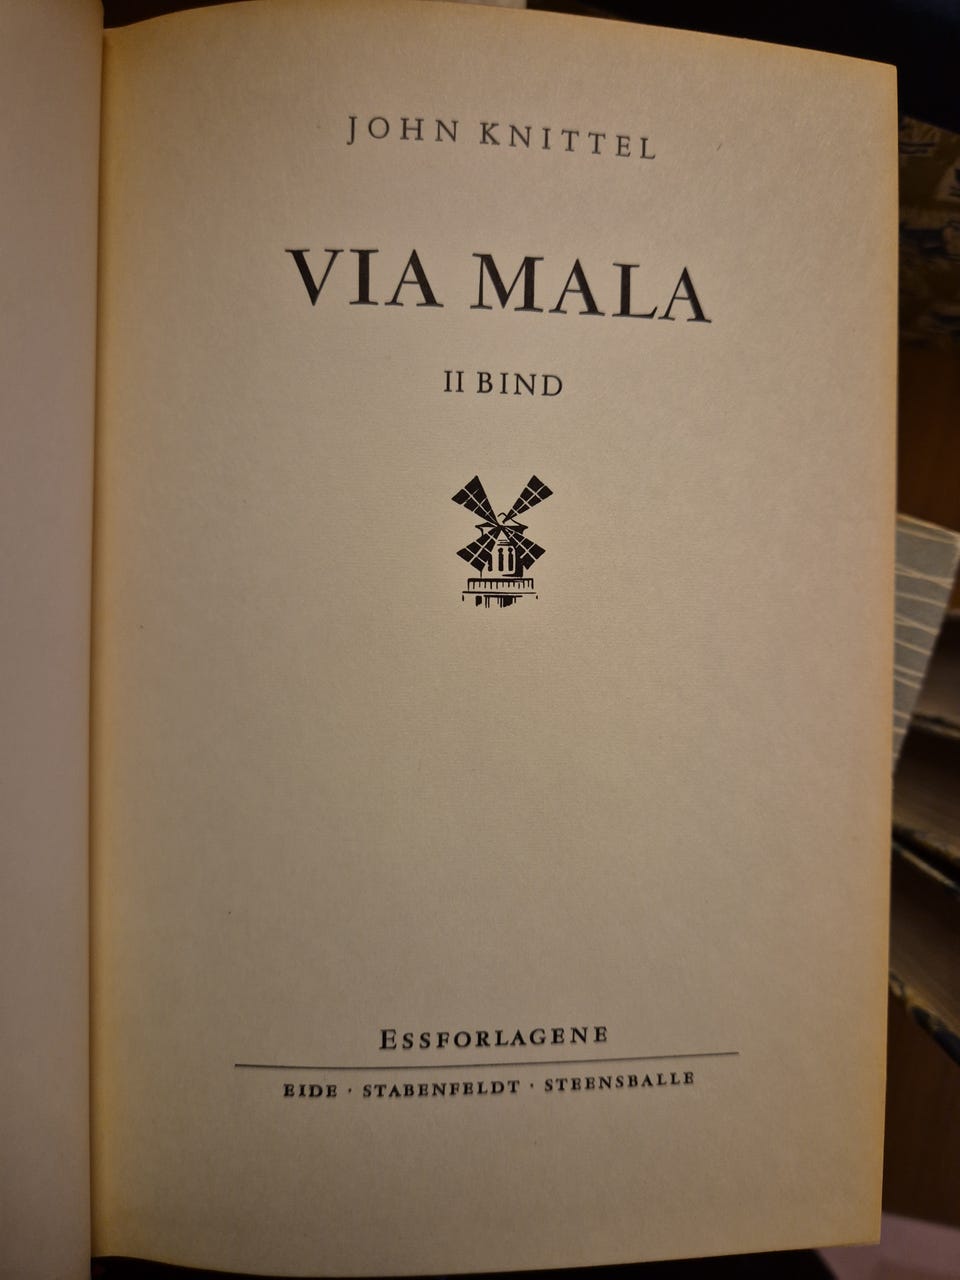 JOHN KNITTEL
VIA MALA
II BIND
ESSFORLAGENE
EIDE · STABENFELDT · STEENSBALLE